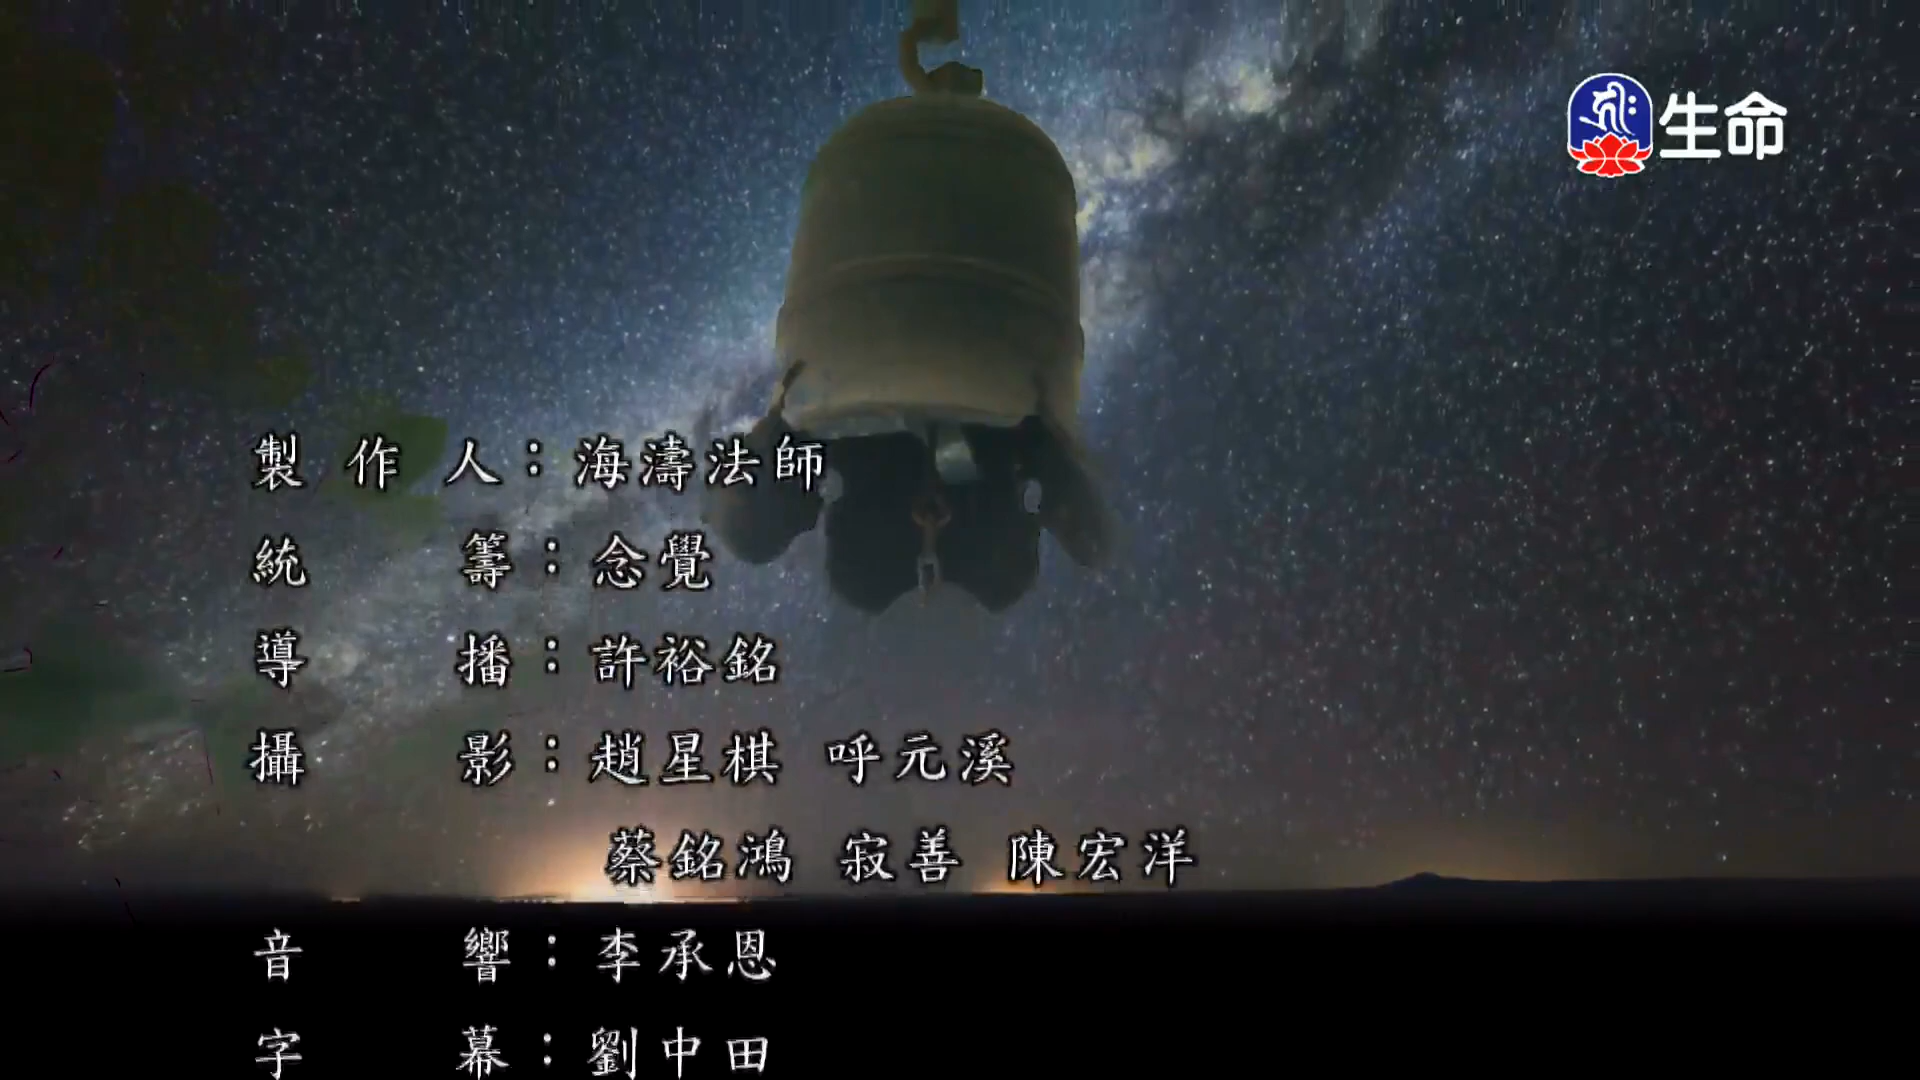 生命
製作人：海濤法師
統籌：念覺
導播：許裕銘
攝影：趙星棋 呼元溪
蔡銘鴻 寂善 陳宏洋
音響：李承恩
字幕：劉中田